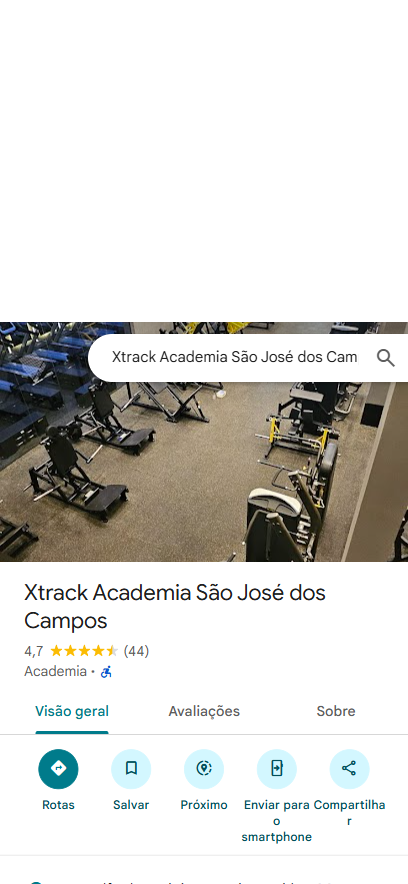 Xtrack Academia São José dos Cam
Xtrack Academia São José dos
Campos
4,7 (44)
Academia ·
Visão geral
Avaliações
Sobre
Rotas
Salvar
Próximo
Enviar para
o
smartphone
Compartilha
r